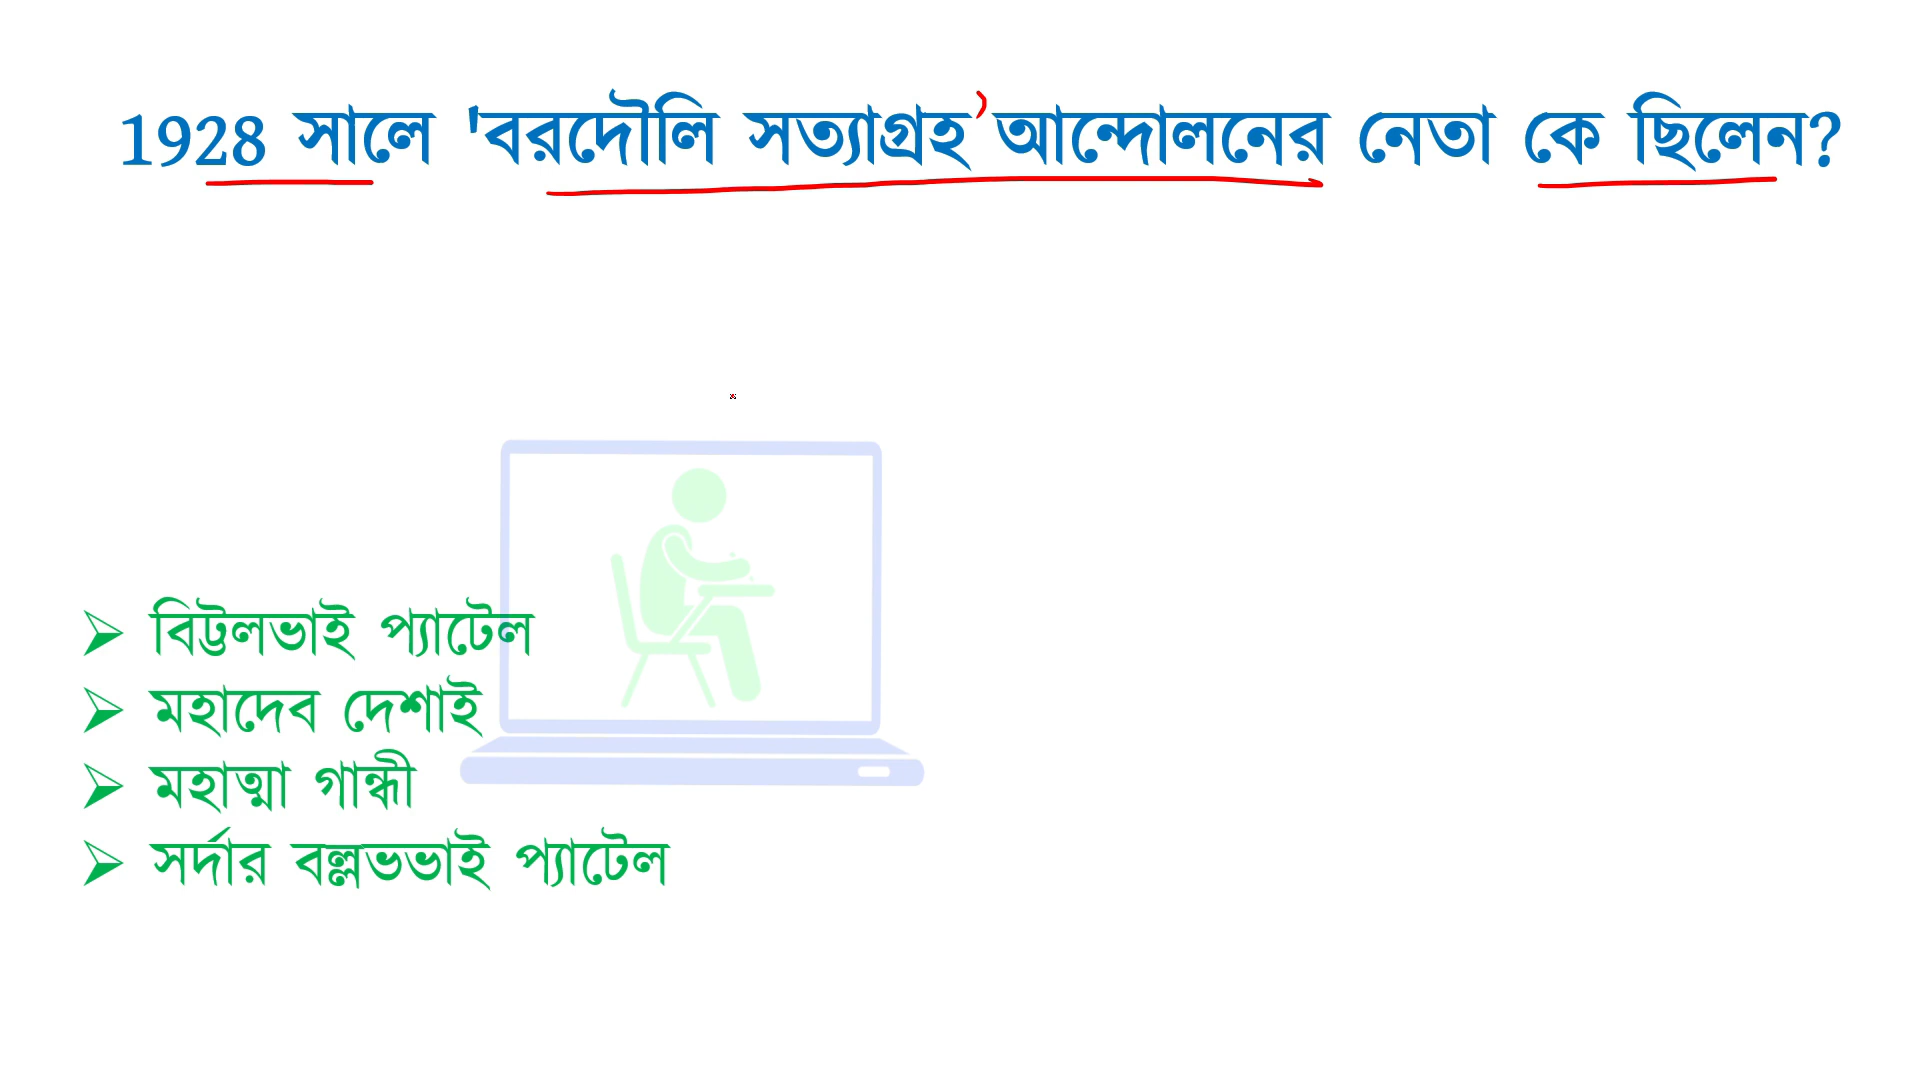 1928 সালে 'বরদৌলি সত্যাগ্রহ’ আন্দোলনের নেতা কে ছিলেন?
➢ বিট্টলভাই প্যাটেল
➢ মহাদেব দেশাই
➢ মহাত্মা গান্ধী
➢ সর্দার বল্লভভাই প্যাটেল